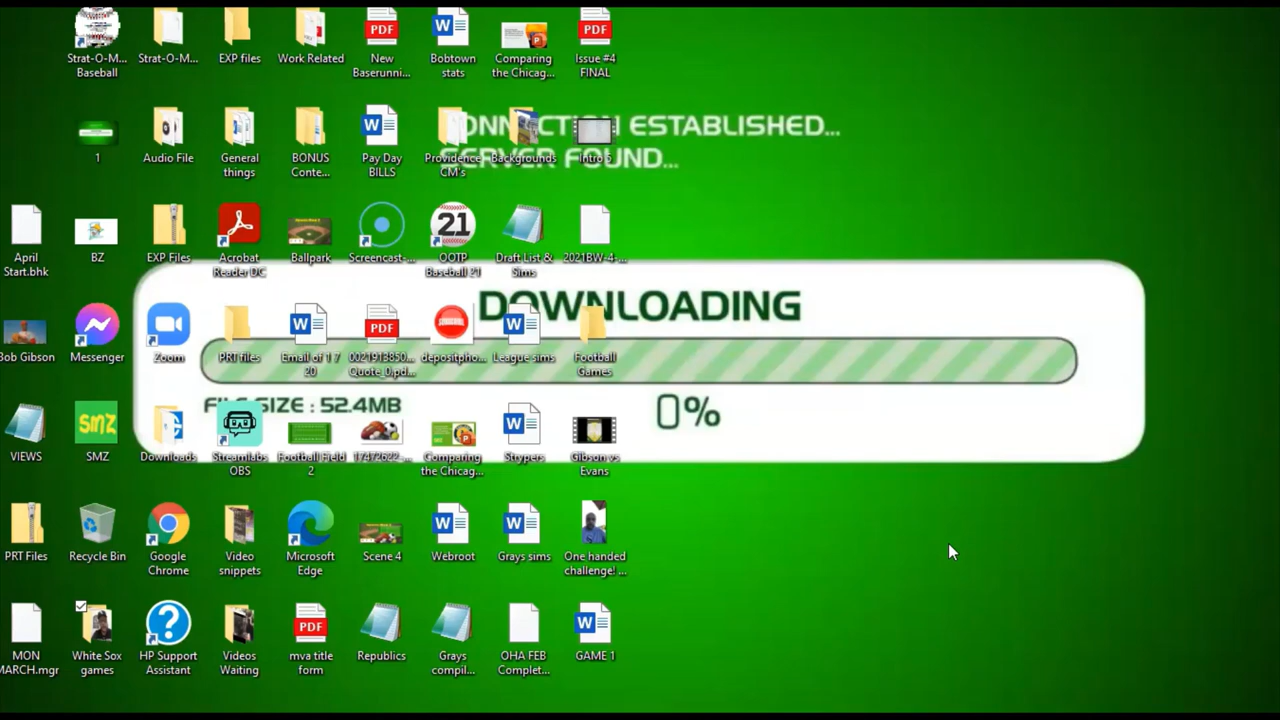 Strat-O-M...
Baseball
Strat-O-M...
EXP files
Work Related
New
Baserunni...
Bobtown
stats
Comparing
the Chicag...
Issue #4
FINAL
CONNECTION ESTABLISHED...
SERVER FOUND...
1
Audio File
General
things
BONUS
Conte...
Pay Day
BILLS
Providence
CM's
Backgrounds
Intro 5
April
Start.bhk
BZ
EXP Files
Acrobat
Reader DC
Ballpark
Screencast-...
21
OOTP
Baseball 21
Draft List &
Sims
2021BW-4-...
DOWNLOADING
Bob Gibson
Messenger
Zoom
PRT files
Email of 1 7
20
PDF
0021913850...
Quote_0.pd...
depositpho...
League sims
Football
Games
FILE SIZE : 52.4MB
0%
VIEWS
SMZ
SMZ
Downloads
Streamlabs
OBS
Football Field
2
17472622-...
Comparing
the Chicag...
Strypers
Gibson vs
Evans
PRT Files
Recycle Bin
Google
Chrome
Video
snippets
Microsoft
Edge
Scene 4
Webroot
Grays sims
One handed
challenge! ...
MON
MARCH.mgr
White Sox
games
HP Support
Assistant
Videos
Waiting
PDF
mva title
form
Republics
Grays
compil...
OHA FEB
Complet...
GAME 1